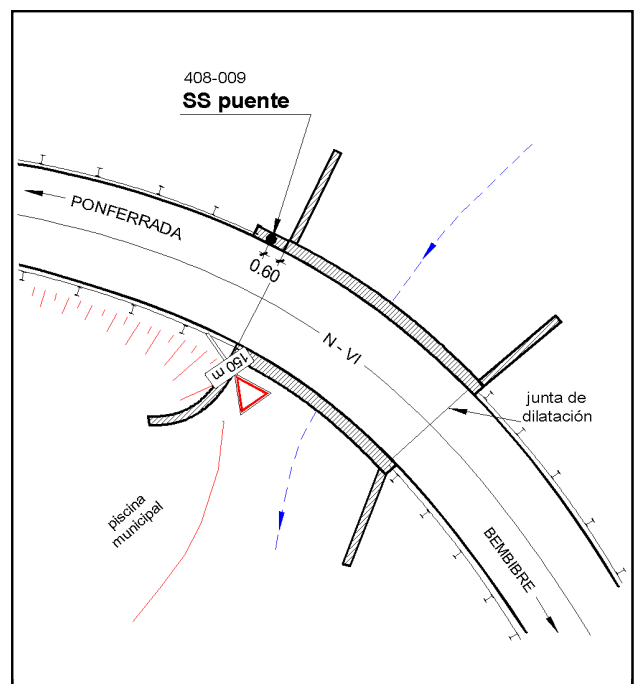 408-009
SS puente
PONFERRADA
0.60
N - VI
150 m
junta de
dilatación
piscina
municipal
BEMBIBRE